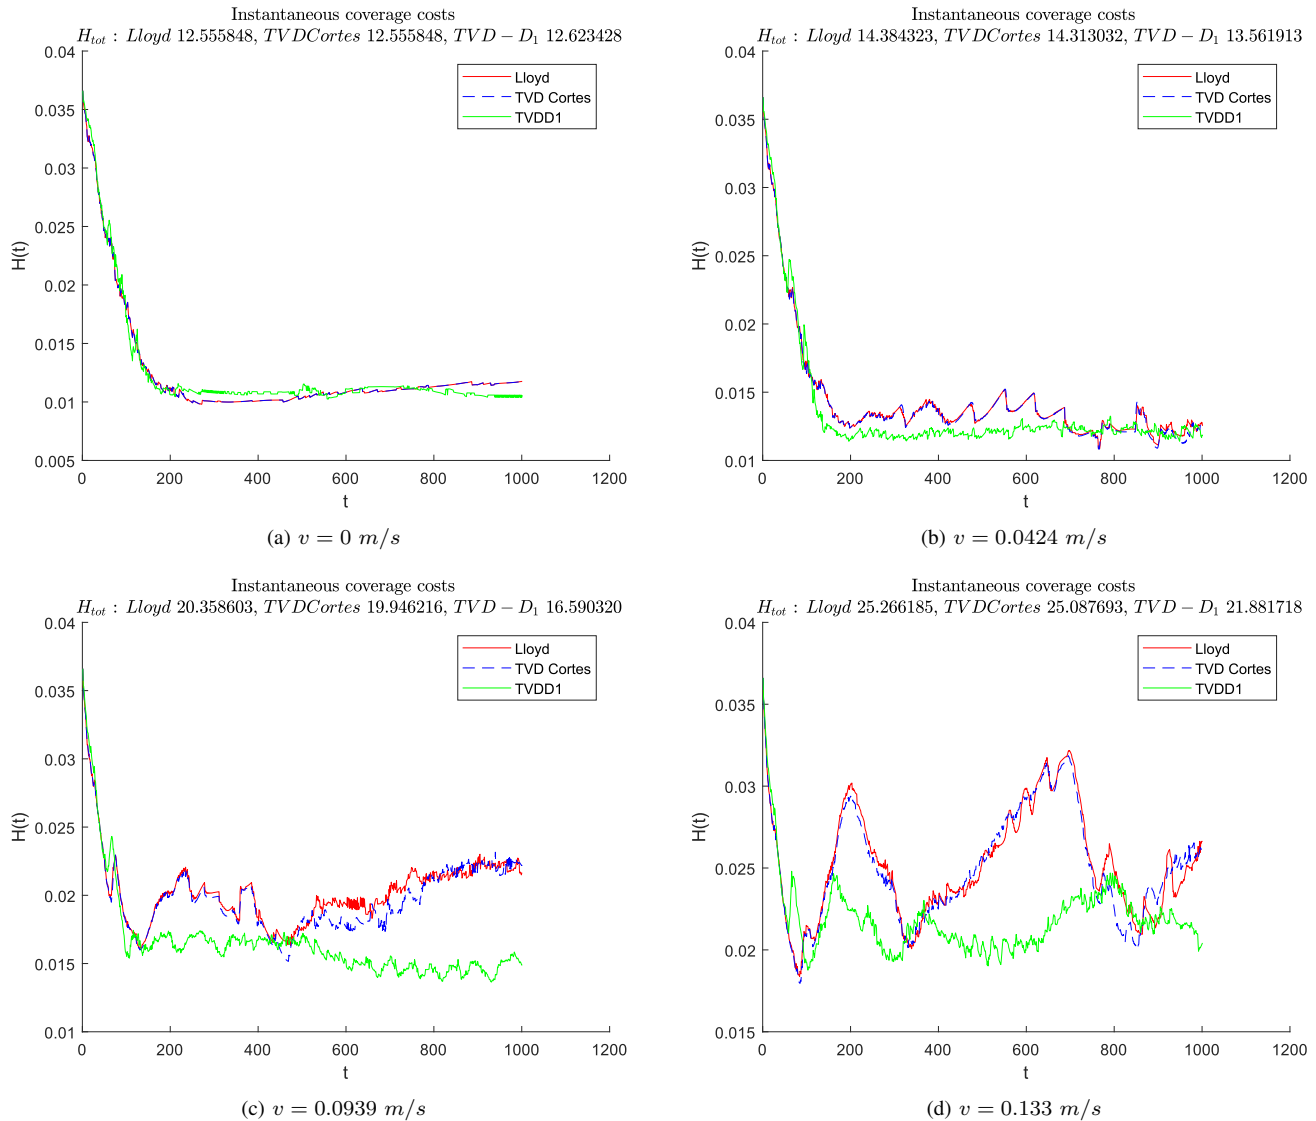 Instantaneous coverage costs
H_tot : Lloyd 12.555848, TVDCortes 12.555848, TVD − D_1 12.623428
0.04
0.035
0.03
0.025
0.02
0.015
0.01
0.005
H(t)
Lloyd
TVD Cortes
TVDD1
0 200 400 600 800 1000 1200
t
(a) v = 0 m/s
Instantaneous coverage costs
H_tot : Lloyd 14.384323, TVDCortes 14.313032, TVD − D_1 13.561913
0.04
0.035
0.03
0.025
0.02
0.015
0.01
H(t)
Lloyd
TVD Cortes
TVDD1
0 200 400 600 800 1000 1200
t
(b) v = 0.0424 m/s
Instantaneous coverage costs
H_tot : Lloyd 20.358603, TVDCortes 19.946216, TVD − D_1 16.590320
0.04
0.035
0.03
0.025
0.02
0.015
0.01
H(t)
Lloyd
TVD Cortes
TVDD1
0 200 400 600 800 1000 1200
t
(c) v = 0.0939 m/s
Instantaneous coverage costs
H_tot : Lloyd 25.266185, TVDCortes 25.087693, TVD − D_1 21.881718
0.04
0.035
0.03
0.025
0.02
0.015
H(t)
Lloyd
TVD Cortes
TVDD1
0 200 400 600 800 1000 1200
t
(d) v = 0.133 m/s